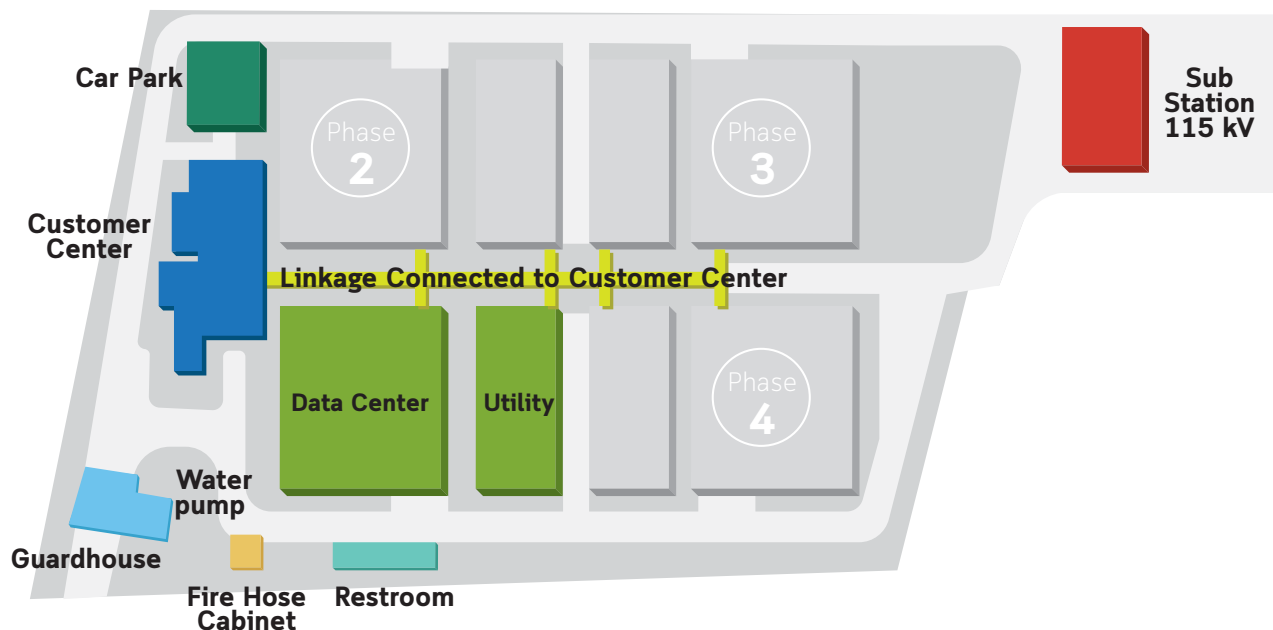 Car Park
Phase
2
Phase
3
Sub
Station
115 kV
Customer
Center
Linkage Connected to Customer Center
Data Center
Utility
Phase
4
Water
pump
Guardhouse
Fire Hose
Cabinet
Restroom